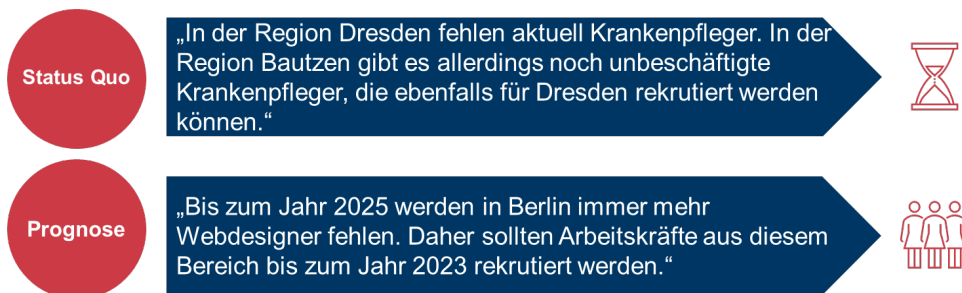 Status Quo
„In der Region Dresden fehlen aktuell Krankenpfleger. In der
Region Bautzen gibt es allerdings noch unbeschäftigte
Krankenpfleger, die ebenfalls für Dresden rekrutiert werden
können.“
Prognose
„Bis zum Jahr 2025 werden in Berlin immer mehr
Webdesigner fehlen. Daher sollten Arbeitskräfte aus diesem
Bereich bis zum Jahr 2023 rekrutiert werden.“